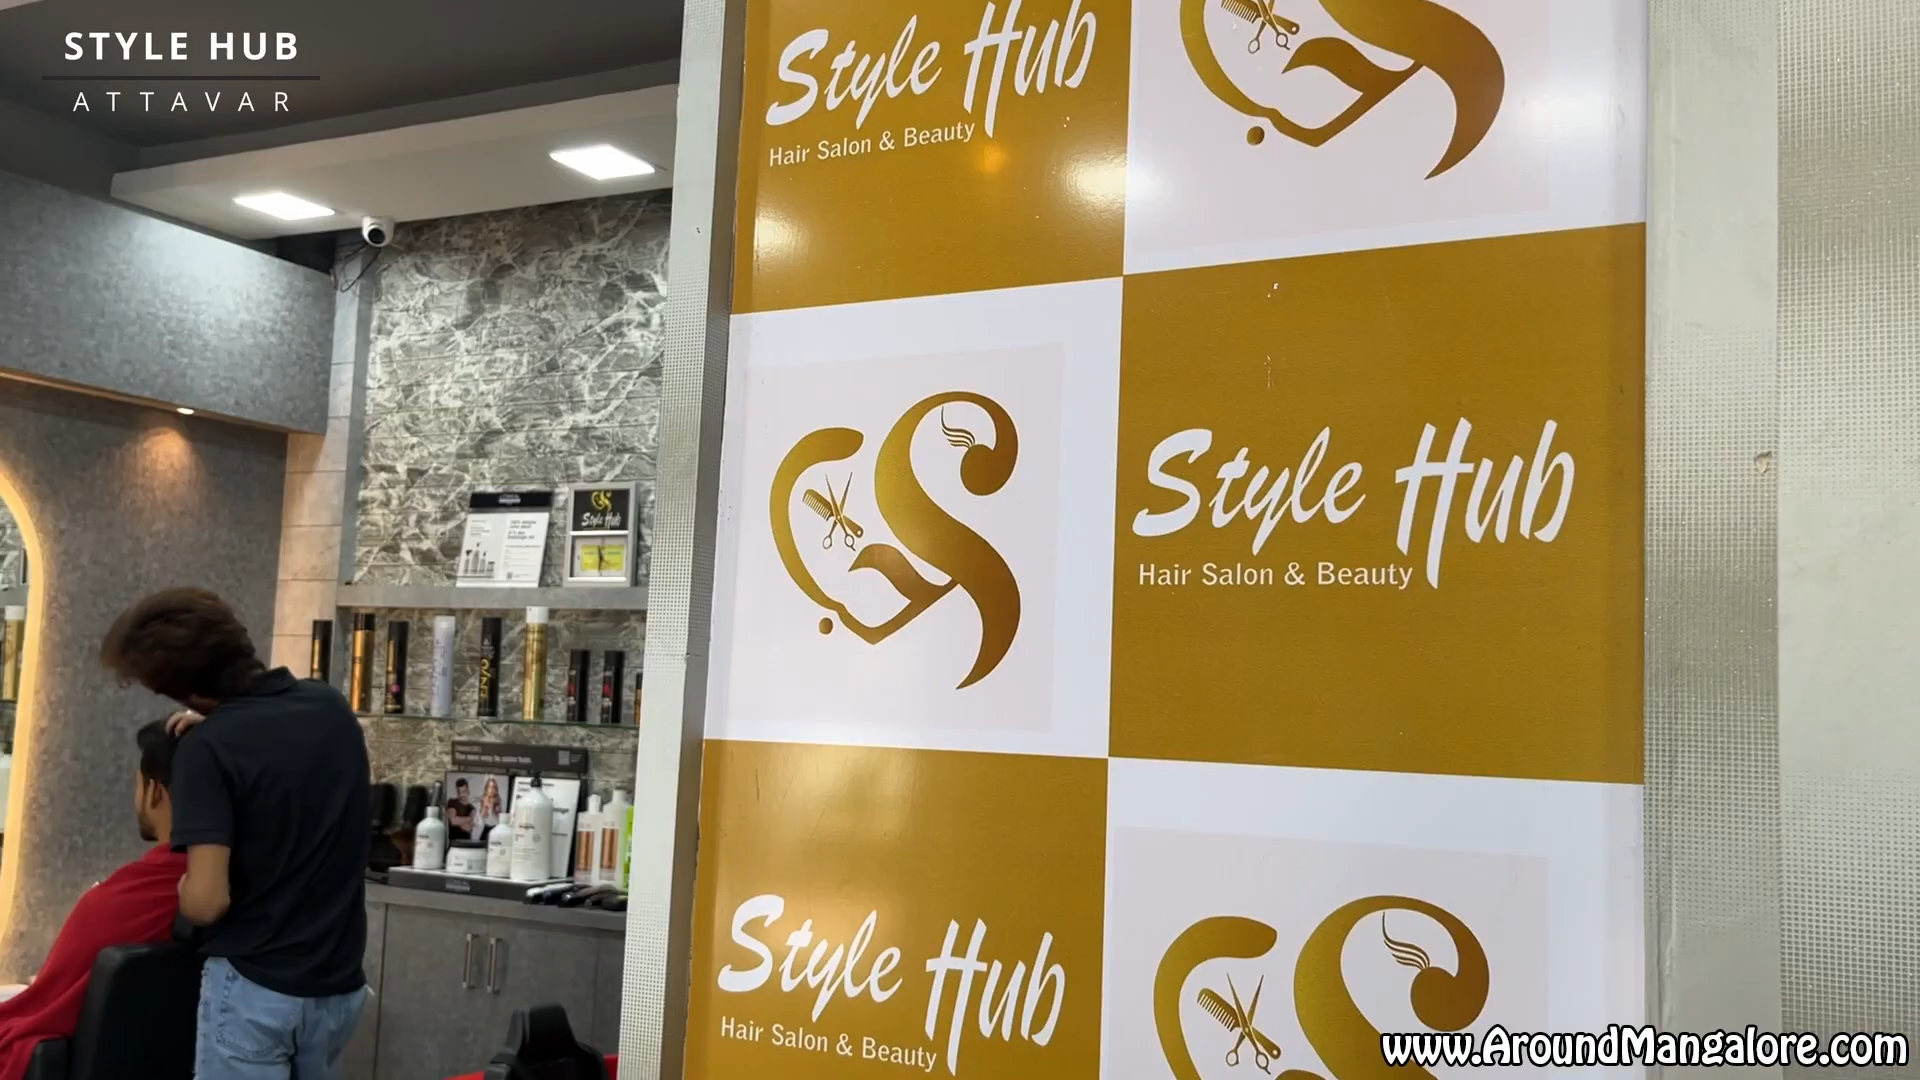 STYLE HUB
ATTAVAR
Style Hub
Hair Salon & Beauty
Style Hub
Hair Salon & Beauty
Style Hub
Style Hub
Hair Salon & Beauty
www.AroundMangalore.com